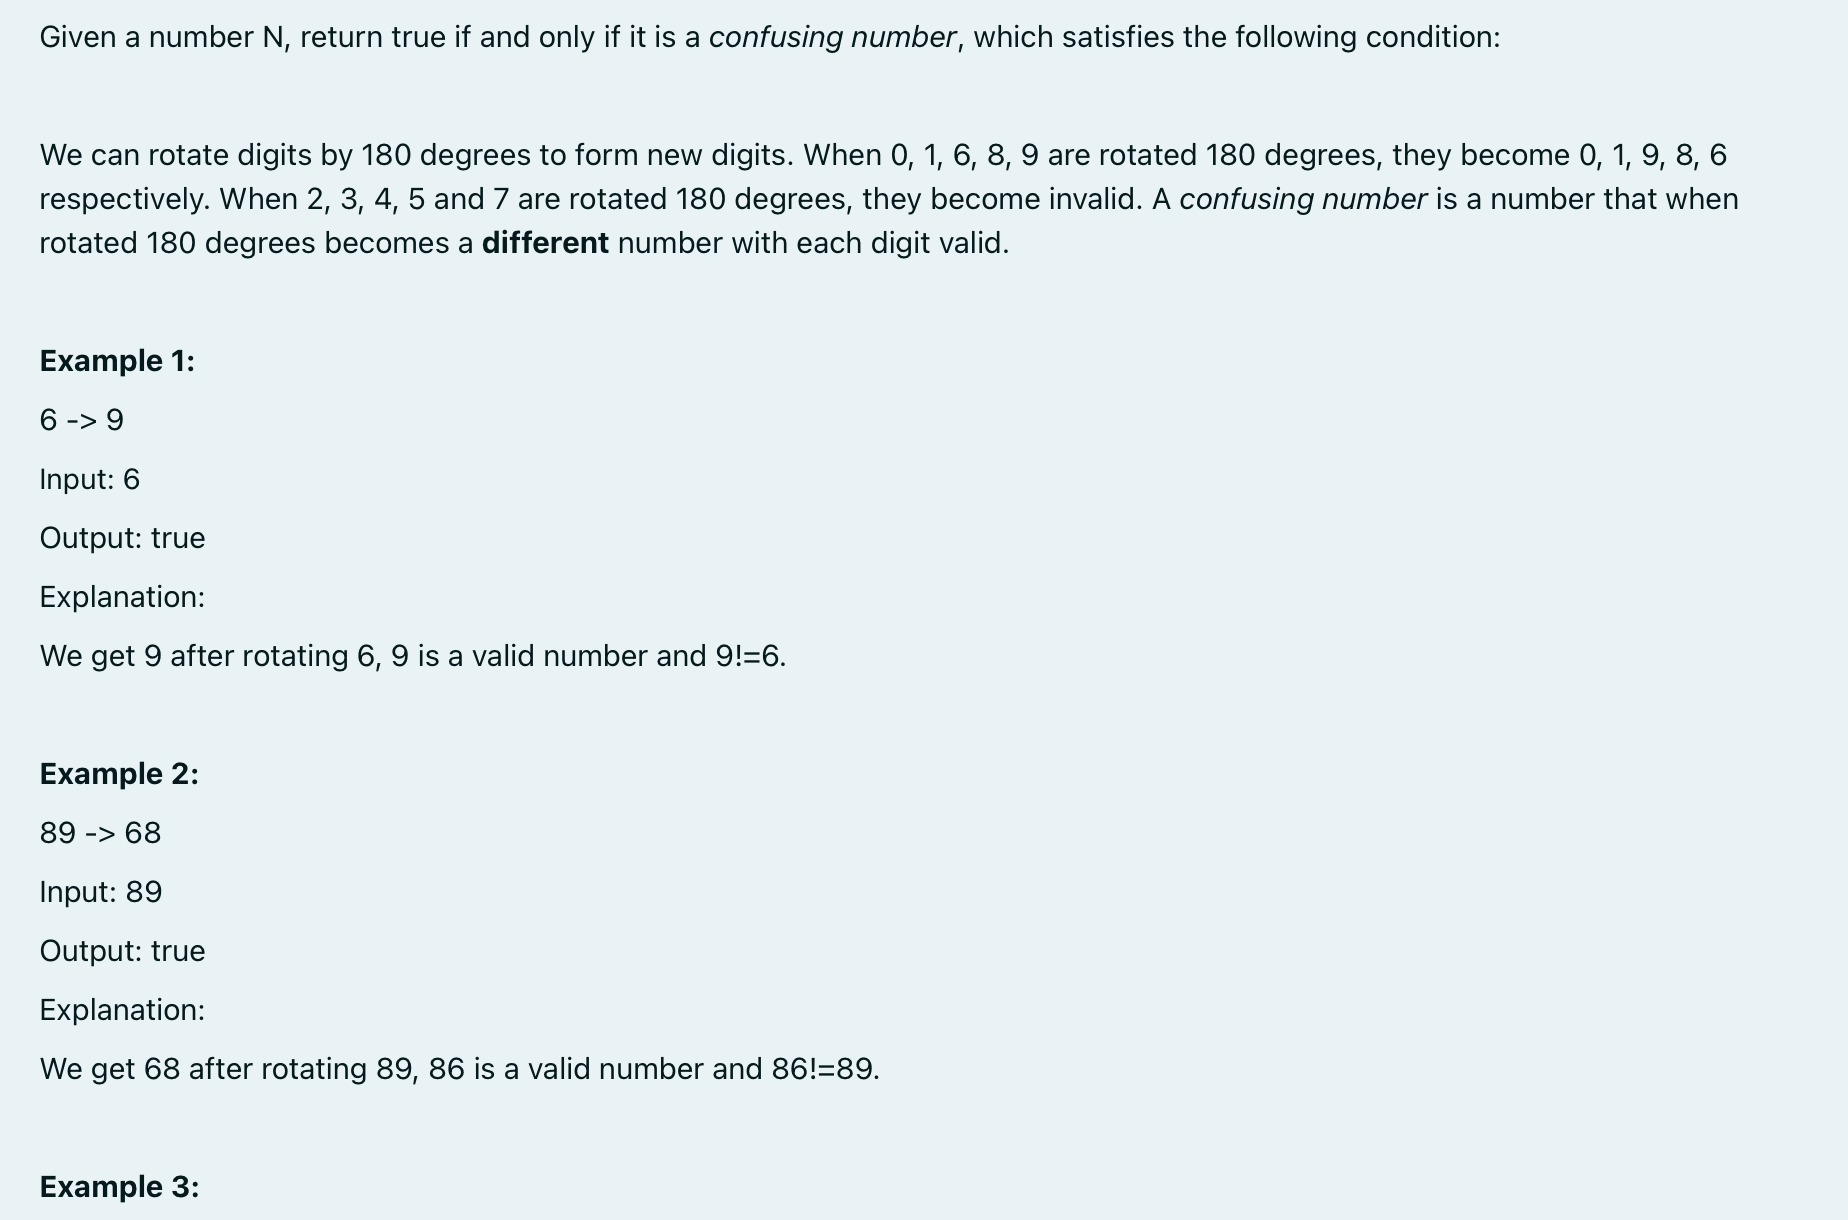 Given a number N, return true if and only if it is a confusing number, which satisfies the following condition:
We can rotate digits by 180 degrees to form new digits. When 0, 1, 6, 8, 9 are rotated 180 degrees, they become 0, 1, 9, 8, 6
respectively. When 2, 3, 4, 5 and 7 are rotated 180 degrees, they become invalid. A confusing number is a number that when
rotated 180 degrees becomes a different number with each digit valid.
Example 1:
6 -> 9
Input: 6
Output: true
Explanation:
We get 9 after rotating 6, 9 is a valid number and 9!=6.
Example 2:
89 -> 68
Input: 89
Output: true
Explanation:
We get 68 after rotating 89, 86 is a valid number and 86!=89.
Example 3: